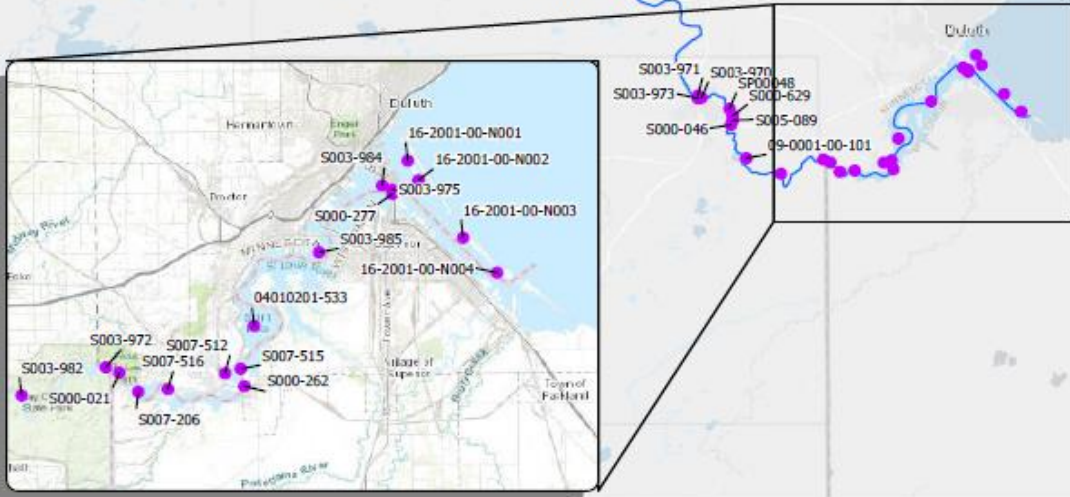 Duluth
S003-971
S003-970
SP00048
S003-973
S000-629
S005-089
S000-046
09-0001-00-101
Duluth
Hermantown
16-2001-00-N001
S003-984
16-2001-00-N002
S003-975
Proctor
S000-277
16-2001-00-N003
MINNESOTA
S003-985
16-2001-00-N004
04010201-533
S003-972
S007-512
S007-515
Village of
Superior
S003-982
S007-516
S000-262
Town of
Parkland
S000-021
State Park
S007-206
River